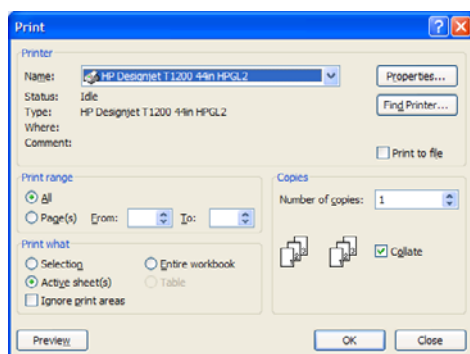 Print
Printer
Name: HP Designjet T1200 44in HPGL2
Properties...
Status: Idle
Find Printer...
Type: HP Designjet T1200 44in HPGL2
Where:
Comment:
Print to file
Print range
All
Page(s) From: To:
Copies
Number of copies: 1
Collate
Print what
Selection Entire workbook
Active sheet(s) Table
Ignore print areas
Preview OK Close